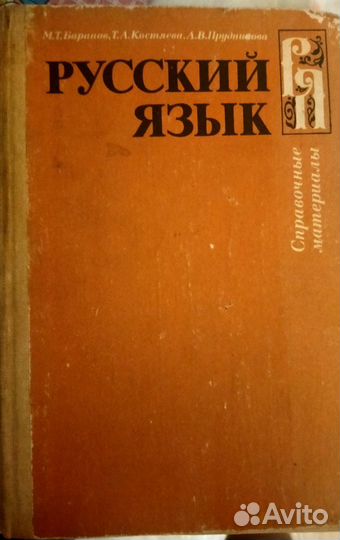 М.Т.Баранов, Т.А.Костяева, А.В.Прудникова
РУССКИЙ
ЯЗЫК
РЯ
Справочные
материалы
Avito